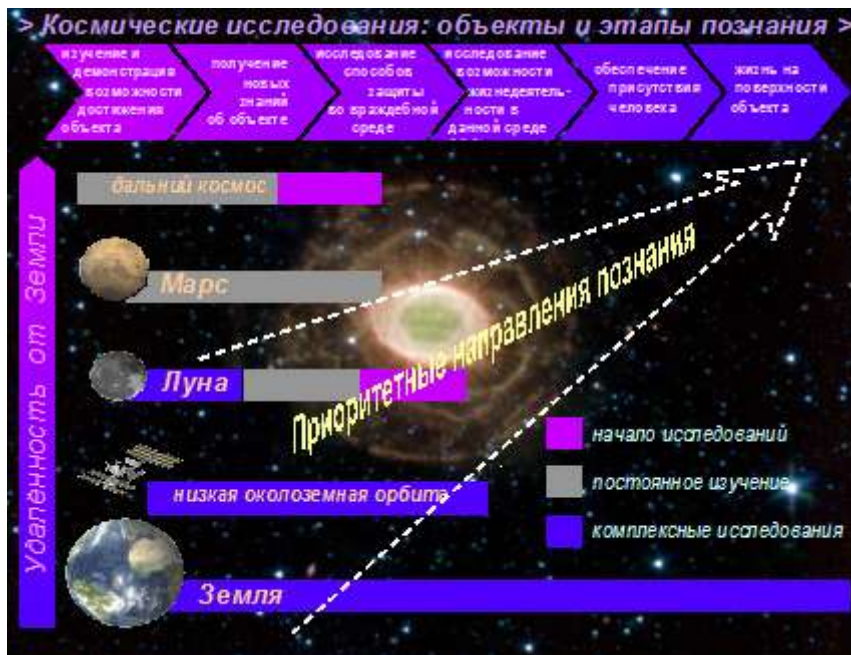 > Космические исследования: объекты и этапы познания >
изучение и
демонстрация
возможности
достижения
объекта
получение
новых
знаний
об объекте
исследование
способов
защиты
во враждебной
среде
исследование
возможности
жизнедеятель-
ности в
данной среде
обеспечение
присутствия
человека
жизнь на
поверхности
объекта
Удалённость от Земли
дальний космос
Марс
Луна
низкая околоземная орбита
Земля
Приоритетные направления познания
начало исследований
постоянное изучение
комплексные исследования